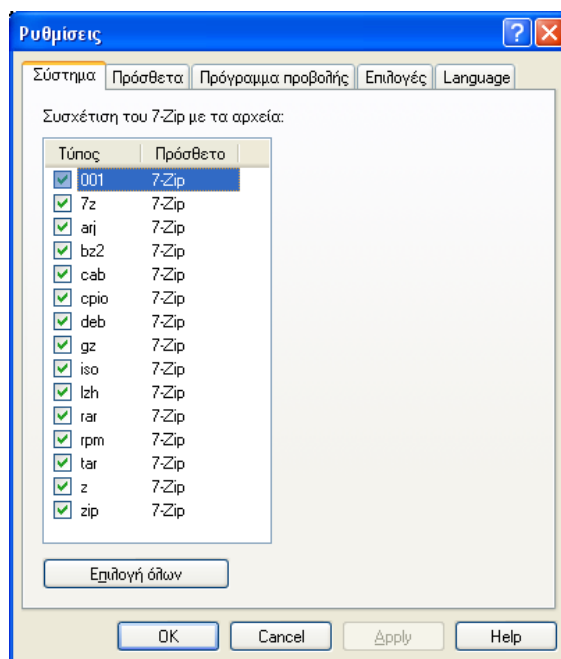 Ρυθμίσεις
Σύστημα Πρόσθετα Πρόγραμμα προβολής Επιλογές Language
Συσχέτιση του 7-Zip με τα αρχεία:
Τύπος Πρόσθετο
001 7-Zip
7z 7-Zip
arj 7-Zip
bz2 7-Zip
cab 7-Zip
cpio 7-Zip
deb 7-Zip
gz 7-Zip
iso 7-Zip
lzh 7-Zip
rar 7-Zip
rpm 7-Zip
tar 7-Zip
z 7-Zip
zip 7-Zip
Επιλογή όλων
OK Cancel Apply Help